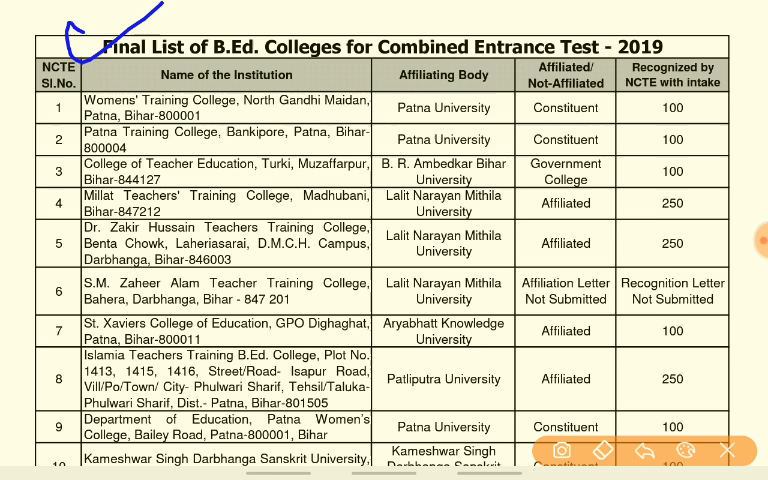 Final List of B.Ed. Colleges for Combined Entrance Test - 2019
NCTE Sl.No. Name of the Institution Affiliating Body Affiliated/ Not-Affiliated Recognized by NCTE with intake
1 Womens' Training College, North Gandhi Maidan, Patna, Bihar-800001 Patna University Constituent 100
2 Patna Training College, Bankipore, Patna, Bihar-800004 Patna University Constituent 100
3 College of Teacher Education, Turki, Muzaffarpur, Bihar-844127 B. R. Ambedkar Bihar University Government College 100
4 Millat Teachers' Training College, Madhubani, Bihar-847212 Lalit Narayan Mithila University Affiliated 250
5 Dr. Zakir Hussain Teachers Training College, Benta Chowk, Laheriasarai, D.M.C.H. Campus, Darbhanga, Bihar-846003 Lalit Narayan Mithila University Affiliated 250
6 S.M. Zaheer Alam Teacher Training College, Bahera, Darbhanga, Bihar - 847 201 Lalit Narayan Mithila University Affiliation Letter Not Submitted Recognition Letter Not Submitted
7 St. Xaviers College of Education, GPO Dighaghat, Patna, Bihar-800011 Aryabhatt Knowledge University Affiliated 100
8 Islamia Teachers Training B.Ed. College, Plot No. 1413, 1415, 1416, Street/Road- Isapur Road, Vill/Po/Town/ City- Phulwari Sharif, Tehsil/Taluka- Phulwari Sharif, Dist.- Patna, Bihar-801505 Patliputra University Affiliated 250
9 Department of Education, Patna Women's College, Bailey Road, Patna-800001, Bihar Patna University Constituent 100
Kameshwar Singh Darbhanga Sanskrit University, Kameshwar Singh Darbhanga Sanskrit